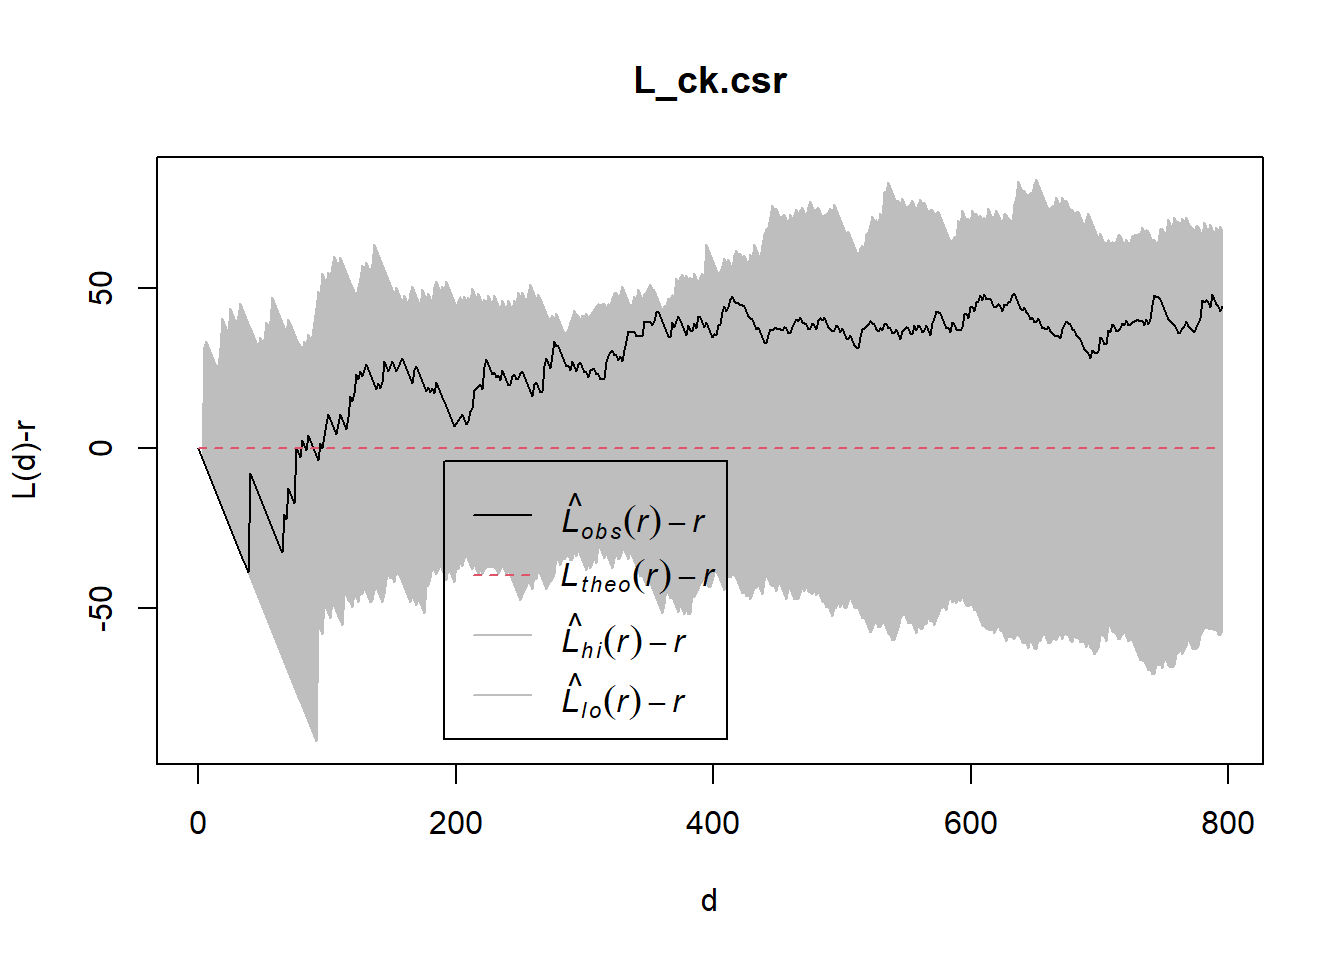 L_ck.csr
L(d)-r
50
0
-50
L̂obs(r) − r
Ltheo(r) − r
L̂hi(r) − r
L̂lo(r) − r
0 200 400 600 800
d